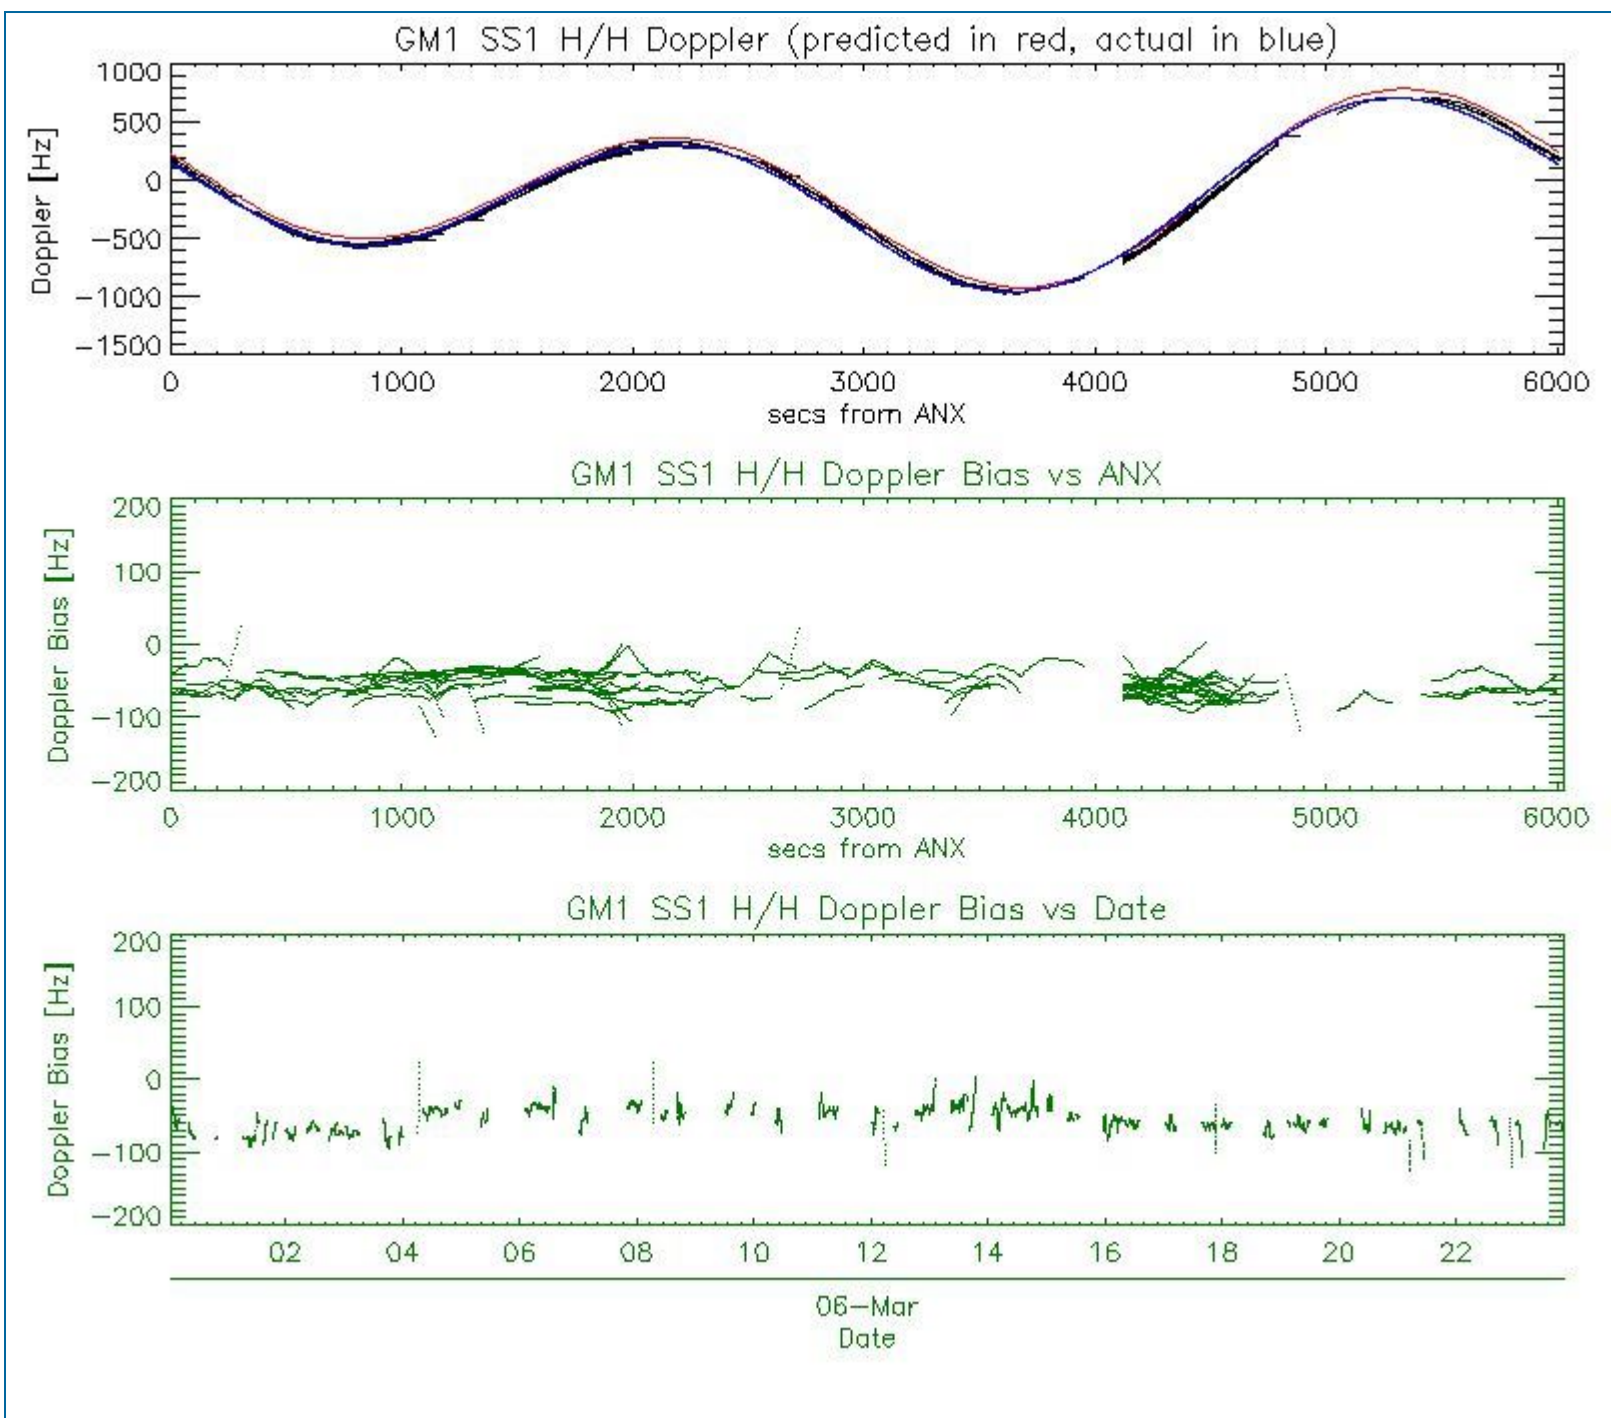 GM1 SS1 H/H Doppler (predicted in red, actual in blue)
Doppler [Hz]
1000
500
0
-500
-1000
-1500
0 1000 2000 3000 4000 5000 6000
secs from ANX
GM1 SS1 H/H Doppler Bias vs ANX
Doppler Bias [Hz]
200
100
0
-100
-200
0 1000 2000 3000 4000 5000 6000
secs from ANX
GM1 SS1 H/H Doppler Bias vs Date
Doppler Bias [Hz]
200
100
0
-100
-200
02 04 06 08 10 12 14 16 18 20 22
06-Mar
Date